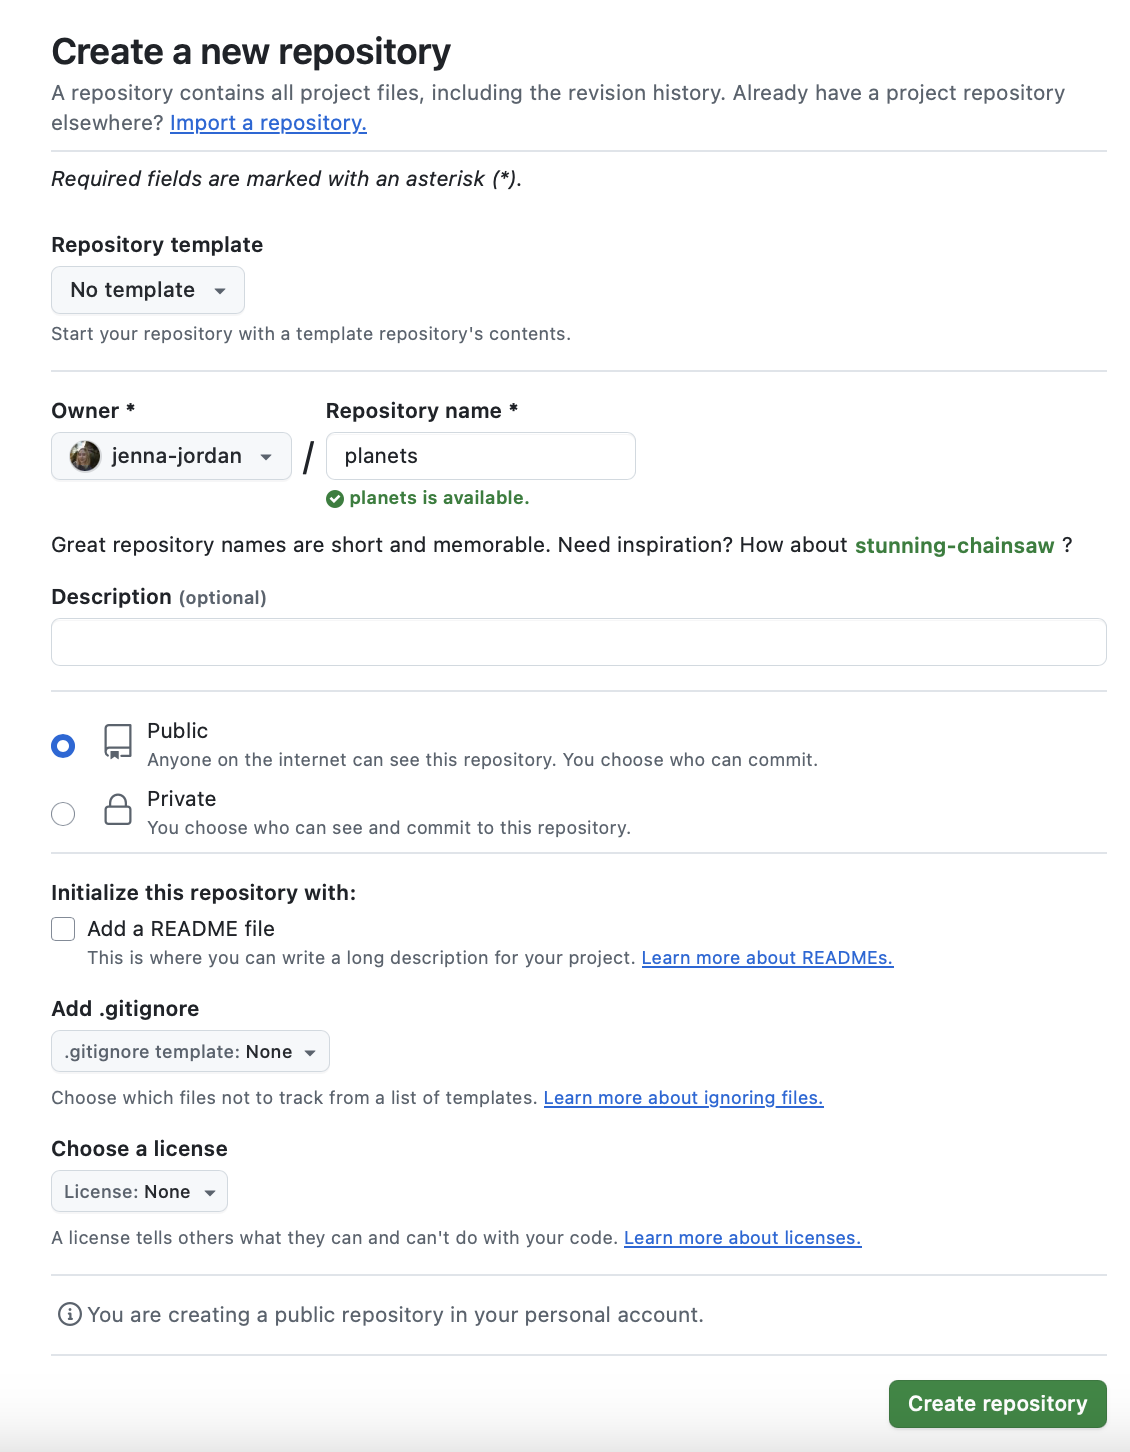 Create a new repository
A repository contains all project files, including the revision history. Already have a project repository
elsewhere? Import a repository.
Required fields are marked with an asterisk (*).
Repository template
No template
Start your repository with a template repository's contents.
Owner * Repository name *
jenna-jordan / planets
planets is available.
Great repository names are short and memorable. Need inspiration? How about stunning-chainsaw ?
Description (optional)
Public
Anyone on the internet can see this repository. You choose who can commit.
Private
You choose who can see and commit to this repository.
Initialize this repository with:
Add a README file
This is where you can write a long description for your project. Learn more about READMEs.
Add .gitignore
.gitignore template: None
Choose which files not to track from a list of templates. Learn more about ignoring files.
Choose a license
License: None
A license tells others what they can and can't do with your code. Learn more about licenses.
You are creating a public repository in your personal account.
Create repository